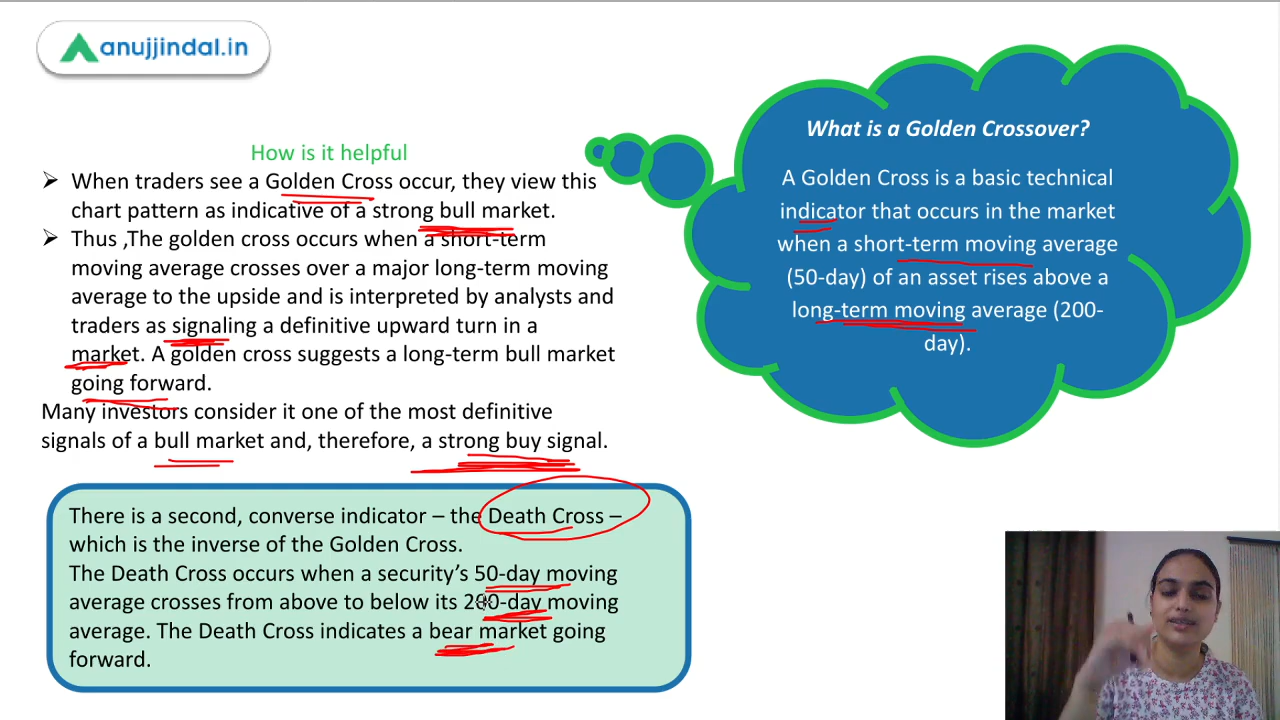 anujjindal.in
How is it helpful
➢ When traders see a Golden Cross occur, they view this
chart pattern as indicative of a strong bull market.
➢ Thus ,The golden cross occurs when a short-term
moving average crosses over a major long-term moving
average to the upside and is interpreted by analysts and
traders as signaling a definitive upward turn in a
market. A golden cross suggests a long-term bull market
going forward.
Many investors consider it one of the most definitive
signals of a bull market and, therefore, a strong buy signal.
What is a Golden Crossover?
A Golden Cross is a basic technical
indicator that occurs in the market
when a short-term moving average
(50-day) of an asset rises above a
long-term moving average (200-
day).
There is a second, converse indicator – the Death Cross –
which is the inverse of the Golden Cross.
The Death Cross occurs when a security’s 50-day moving
average crosses from above to below its 200-day moving
average. The Death Cross indicates a bear market going
forward.